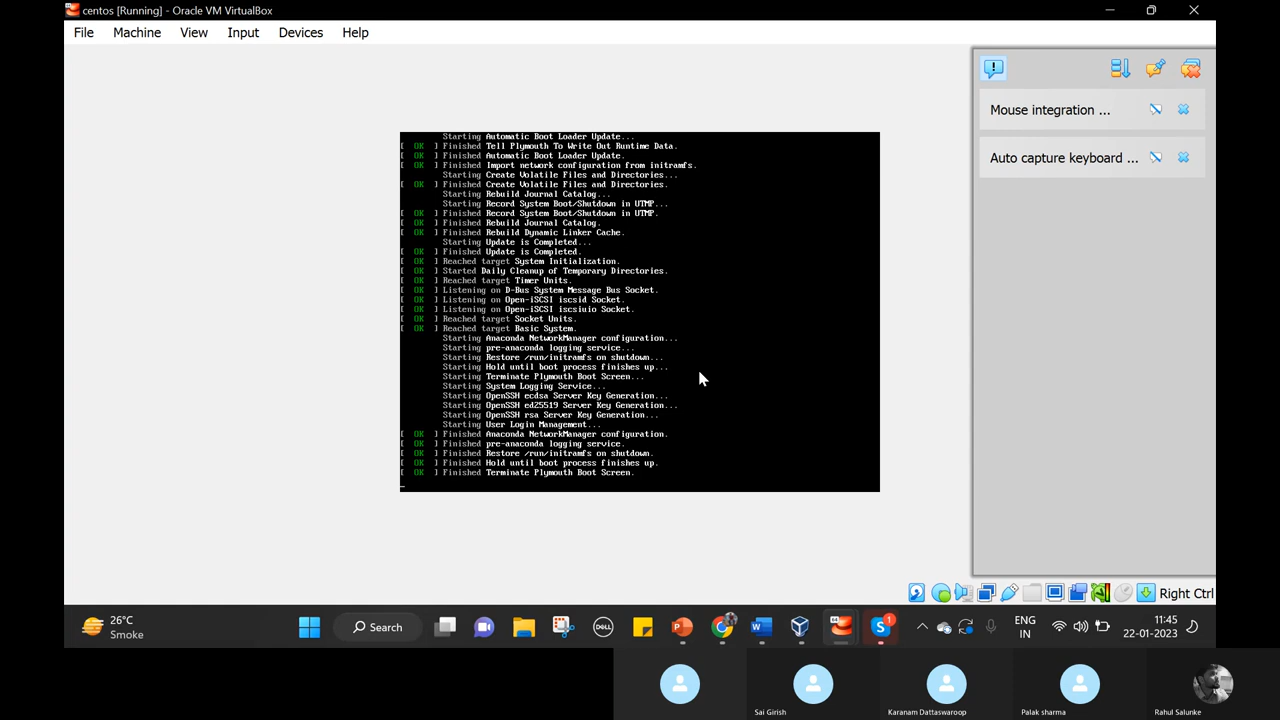 centos [Running] - Oracle VM VirtualBox
File Machine View Input Devices Help
Mouse integration ...
Auto capture keyboard ...
Starting Automatic Boot Loader Update...
[ OK ] Finished Tell Plymouth To Write Out Runtime Data.
[ OK ] Finished Automatic Boot Loader Update.
[ OK ] Finished Import network configuration from initramfs.
Starting Create Volatile Files and Directories...
[ OK ] Finished Create Volatile Files and Directories.
Starting Rebuild Journal Catalog...
Starting Record System Boot/Shutdown in UTMP...
[ OK ] Finished Record System Boot/Shutdown in UTMP.
[ OK ] Finished Rebuild Journal Catalog.
[ OK ] Finished Rebuild Dynamic Linker Cache.
Starting Update is Completed...
[ OK ] Finished Update is Completed.
[ OK ] Reached target System Initialization.
[ OK ] Started Daily Cleanup of Temporary Directories.
[ OK ] Reached target Timer Units.
[ OK ] Listening on D-Bus System Message Bus Socket.
[ OK ] Listening on Open-iSCSI iscsid Socket.
[ OK ] Listening on Open-iSCSI iscsiuio Socket.
[ OK ] Reached target Socket Units.
[ OK ] Reached target Basic System.
Starting Anaconda NetworkManager configuration...
Starting pre-anaconda logging service...
Starting Restore /run/initramfs on shutdown...
Starting Hold until boot process finishes up...
Starting Terminate Plymouth Boot Screen...
Starting System Logging Service...
Starting OpenSSH ecdsa Server Key Generation...
Starting OpenSSH ed25519 Server Key Generation...
Starting OpenSSH rsa Server Key Generation...
Starting User Login Management...
[ OK ] Finished Anaconda NetworkManager configuration.
[ OK ] Finished pre-anaconda logging service.
[ OK ] Finished Restore /run/initramfs on shutdown.
[ OK ] Finished Hold until boot process finishes up.
[ OK ] Finished Terminate Plymouth Boot Screen.
Right Ctrl
26°C
Smoke
Search
DELL
1
ENG
IN
11:45
22-01-2023
Sai Girish
Karanam Dattaswaroop
Palak sharma
Rahul Salunke